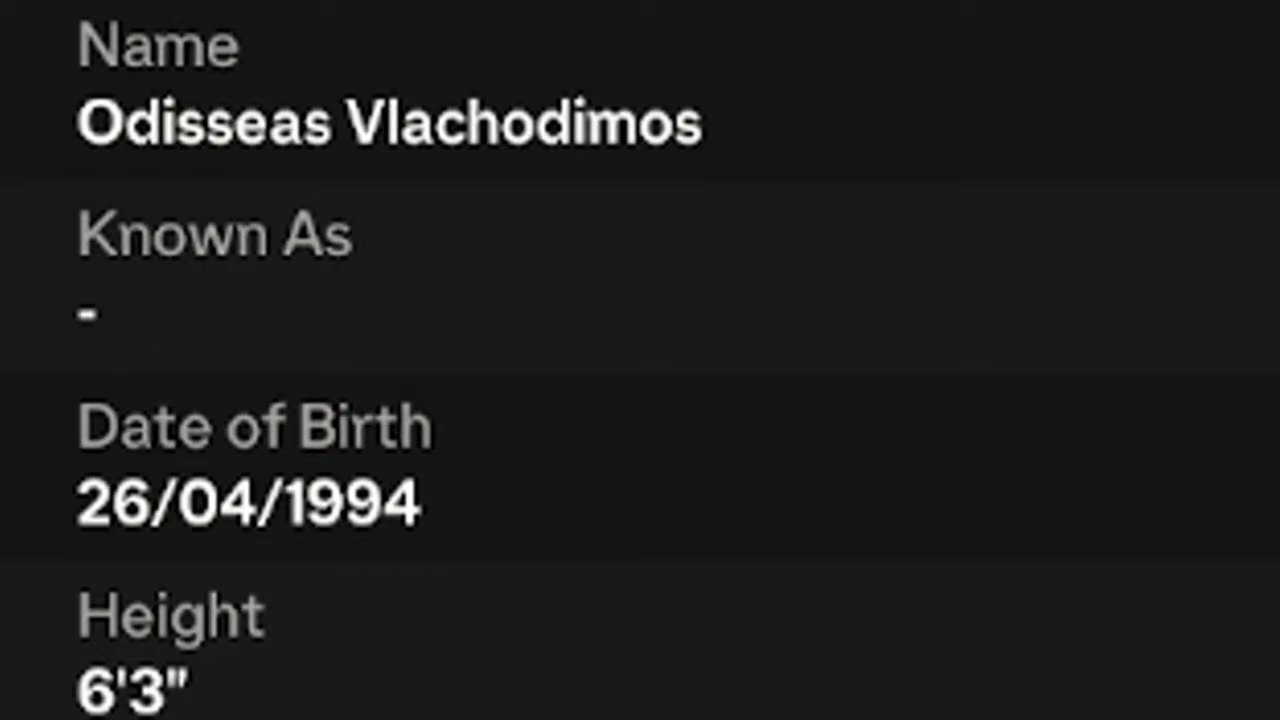 Name
Odisseas Vlachodimos
Known As
-
Date of Birth
26/04/1994
Height
6'3"